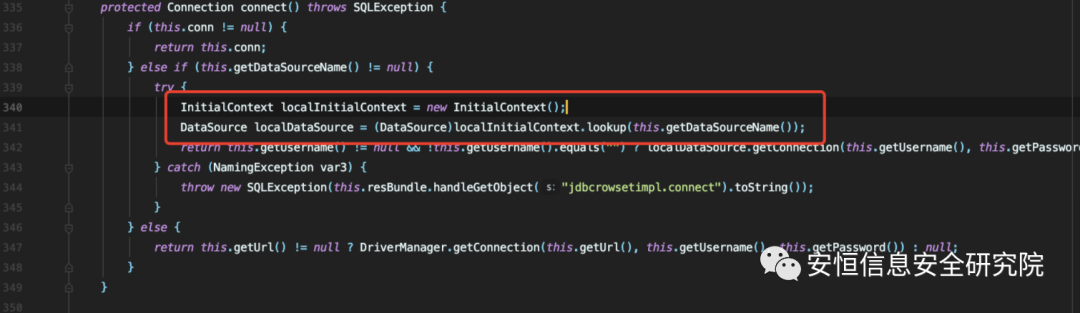 335 protected Connection connect() throws SQLException {
336 if (this.conn != null) {
337 return this.conn;
338 } else if (this.getDataSourceName() != null) {
339 try {
340 InitialContext localInitialContext = new InitialContext();
341 DataSource localDataSource = (DataSource)localInitialContext.lookup(this.getDataSourceName());
342 return this.getUsername() != null && !this.getUsername().equals("") ? localDataSource.getConnection(this.getUsername(), this.getPassword
343 } catch (NamingException var3) {
344 throw new SQLException(this.resBundle.handleGetObject( s: "jdbcrowsetimpl.connect").toString());
345 }
346 } else {
347 return this.getUrl() != null ? DriverManager.getConnection(this.getUrl(), this.getUsername(), this.getPassword()) : null;
348 }
349 }
350
安恒信息安全研究院